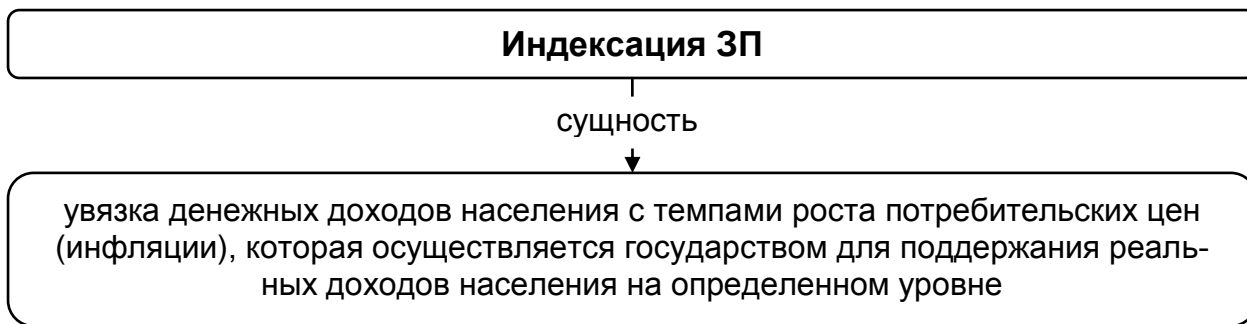 Индексация ЗП
сущность
увязка денежных доходов населения с темпами роста потребительских цен
(инфляции), которая осуществляется государством для поддержания реаль-
ных доходов населения на определенном уровне